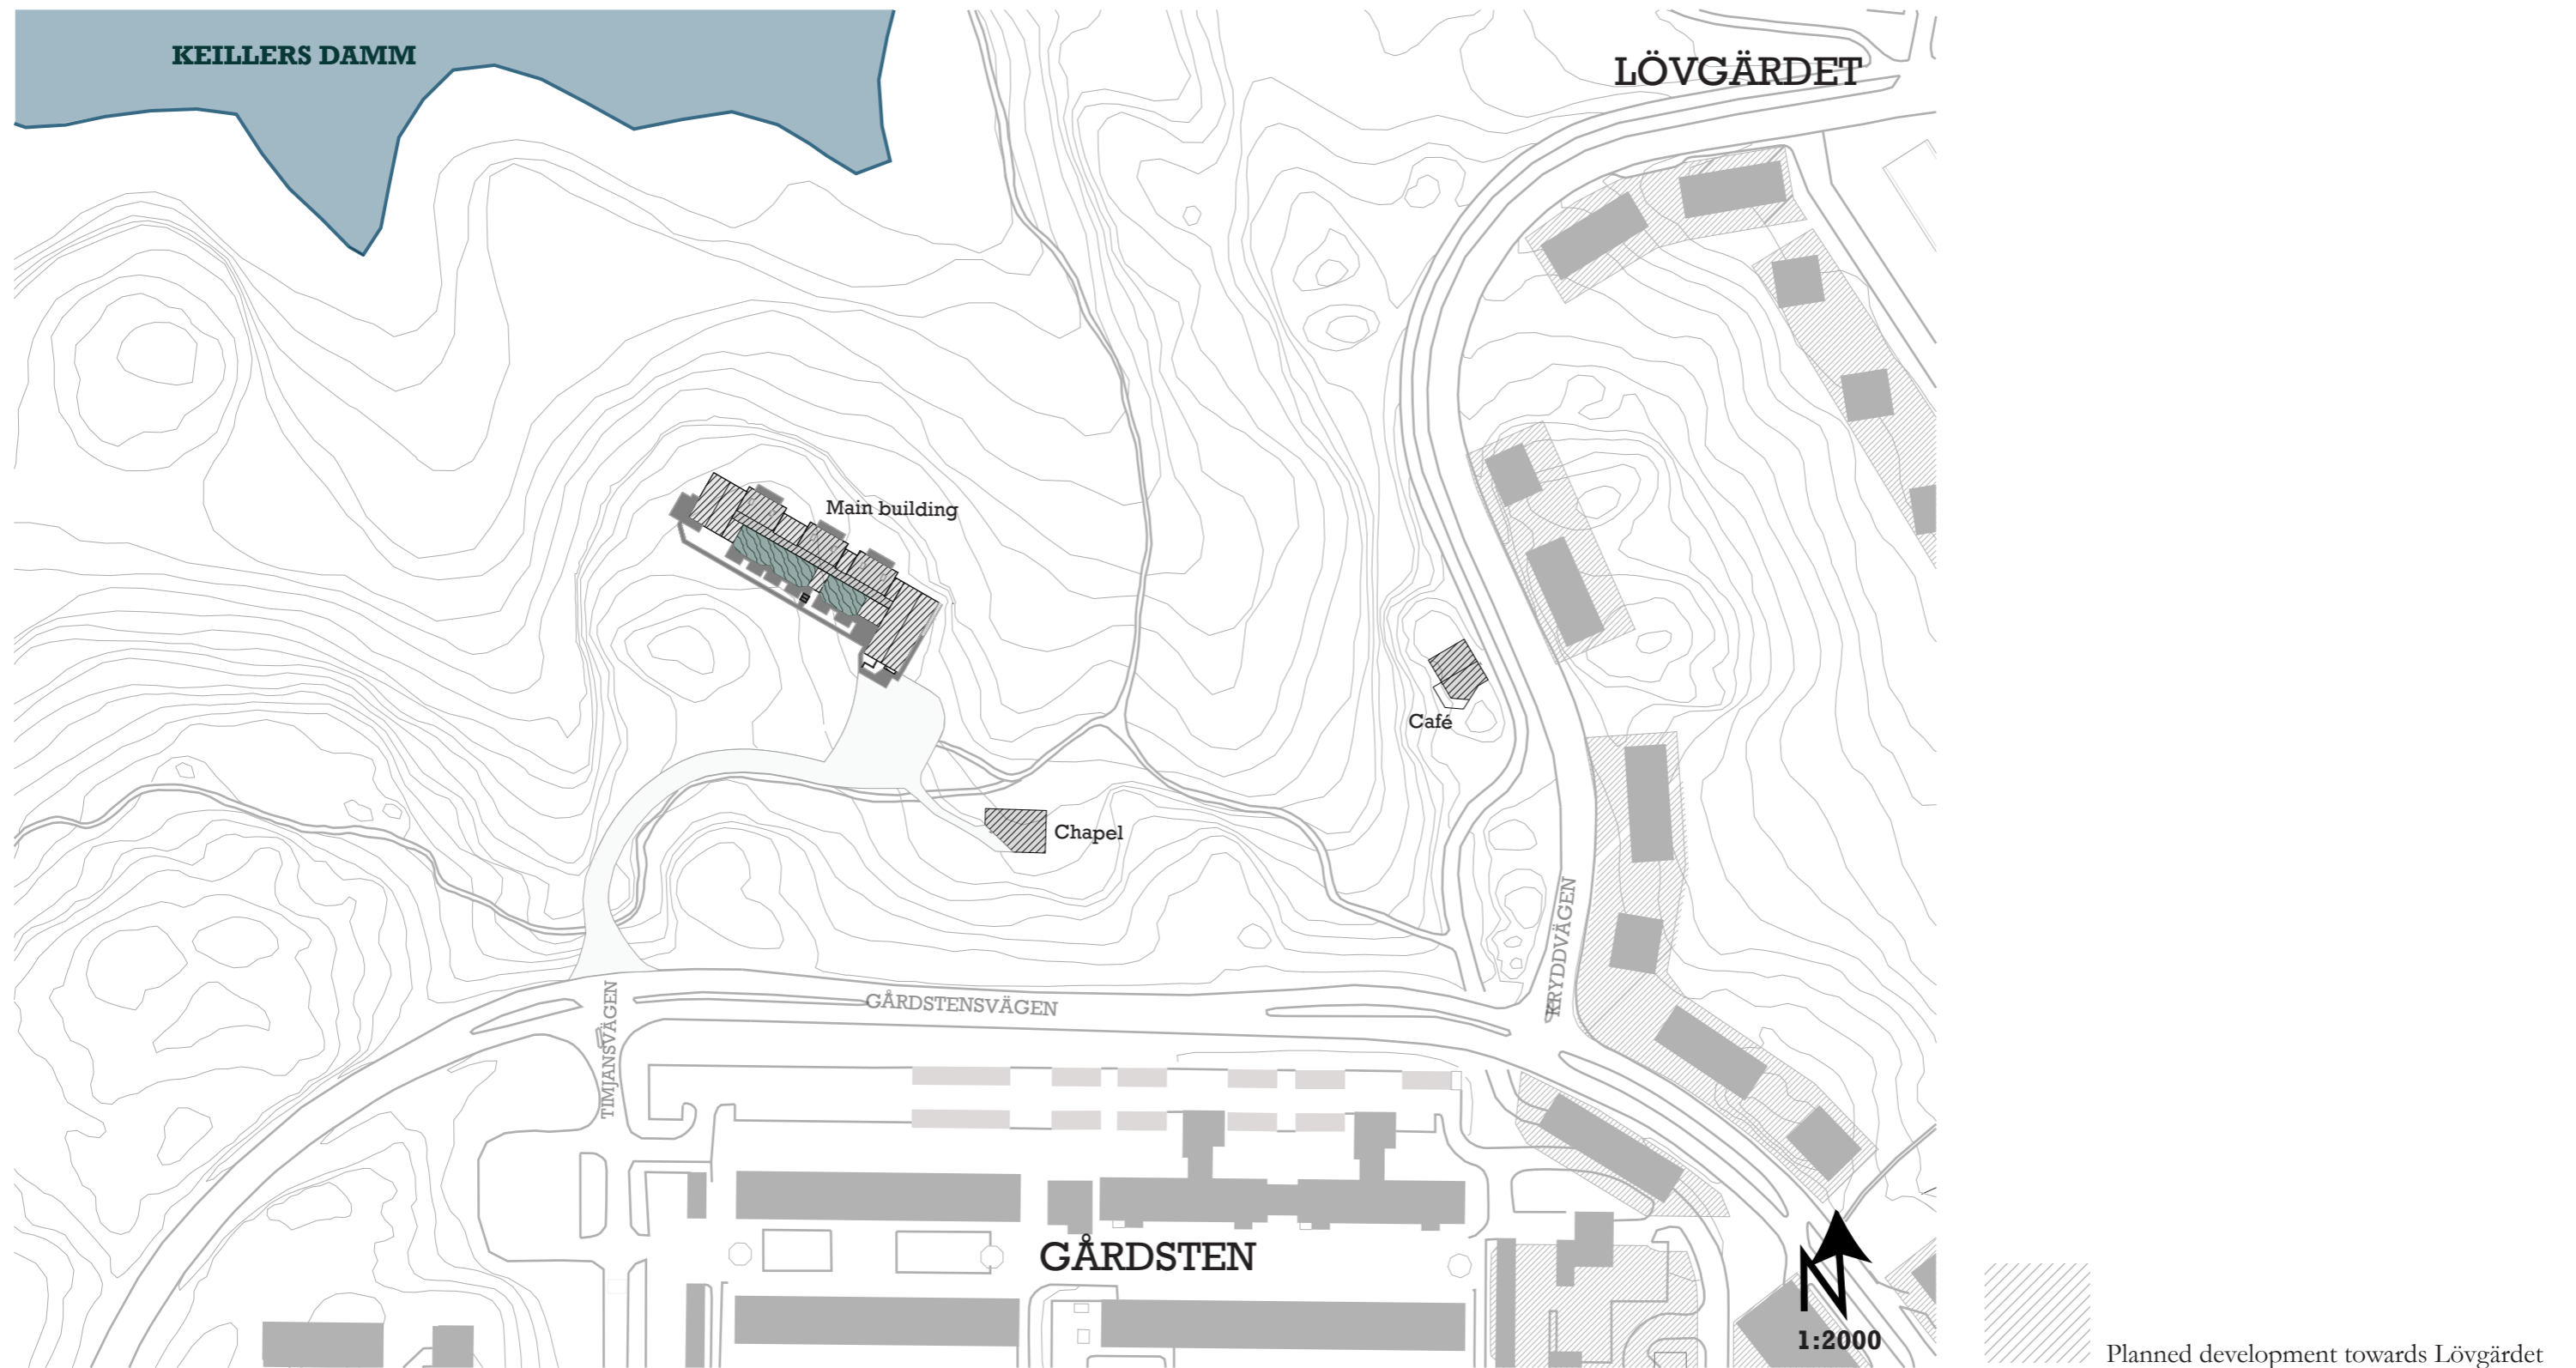 KEILLERS DAMM
LÖVGÄRDET
Main building
Café
Chapel
KRYDDVÄGEN
GÅRDSTENSVÄGEN
TIMJANSVÄGEN
GÅRDSTEN
N
1:2000
Planned development towards Lövgärdet